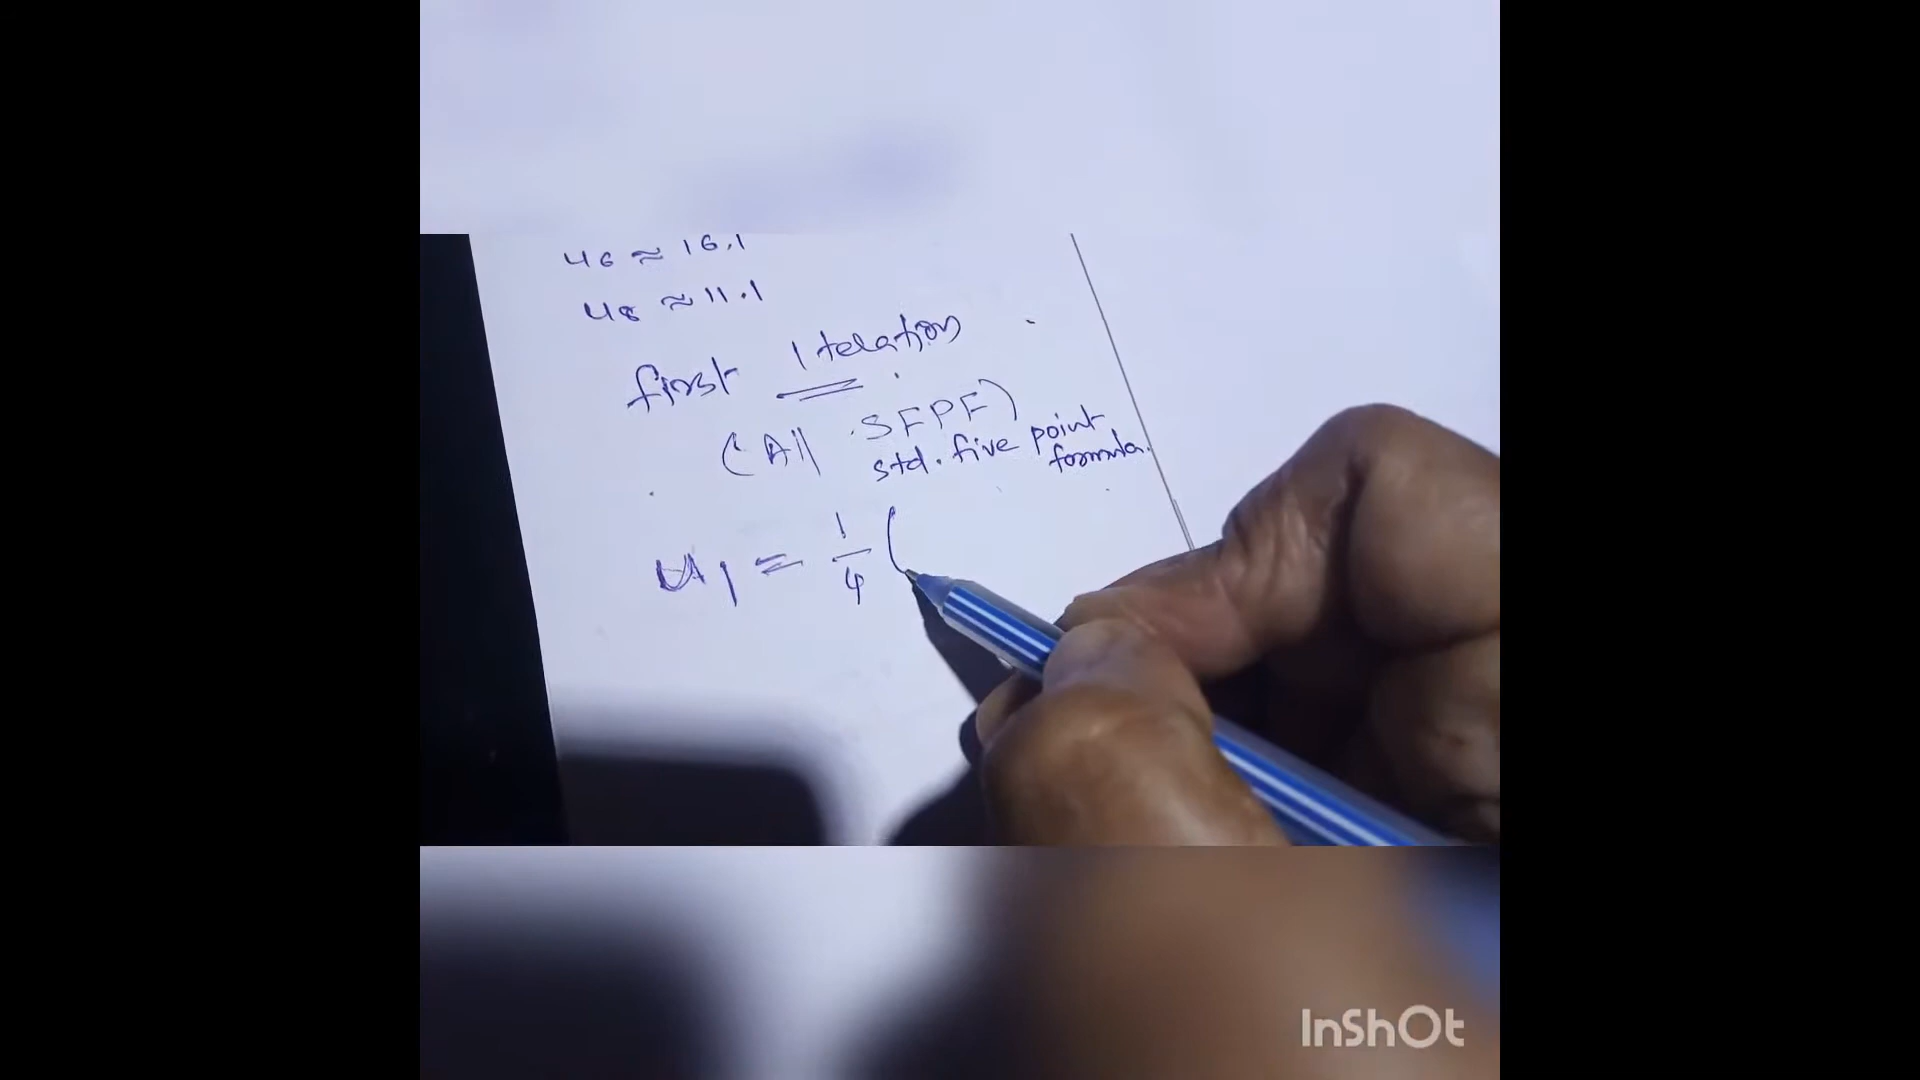 u6 ≈ 16.1
u8 ≈ 11.1
first Iteration
(All SFPF)
std. five point
formula.
u1 = 1/4 (
InShOt